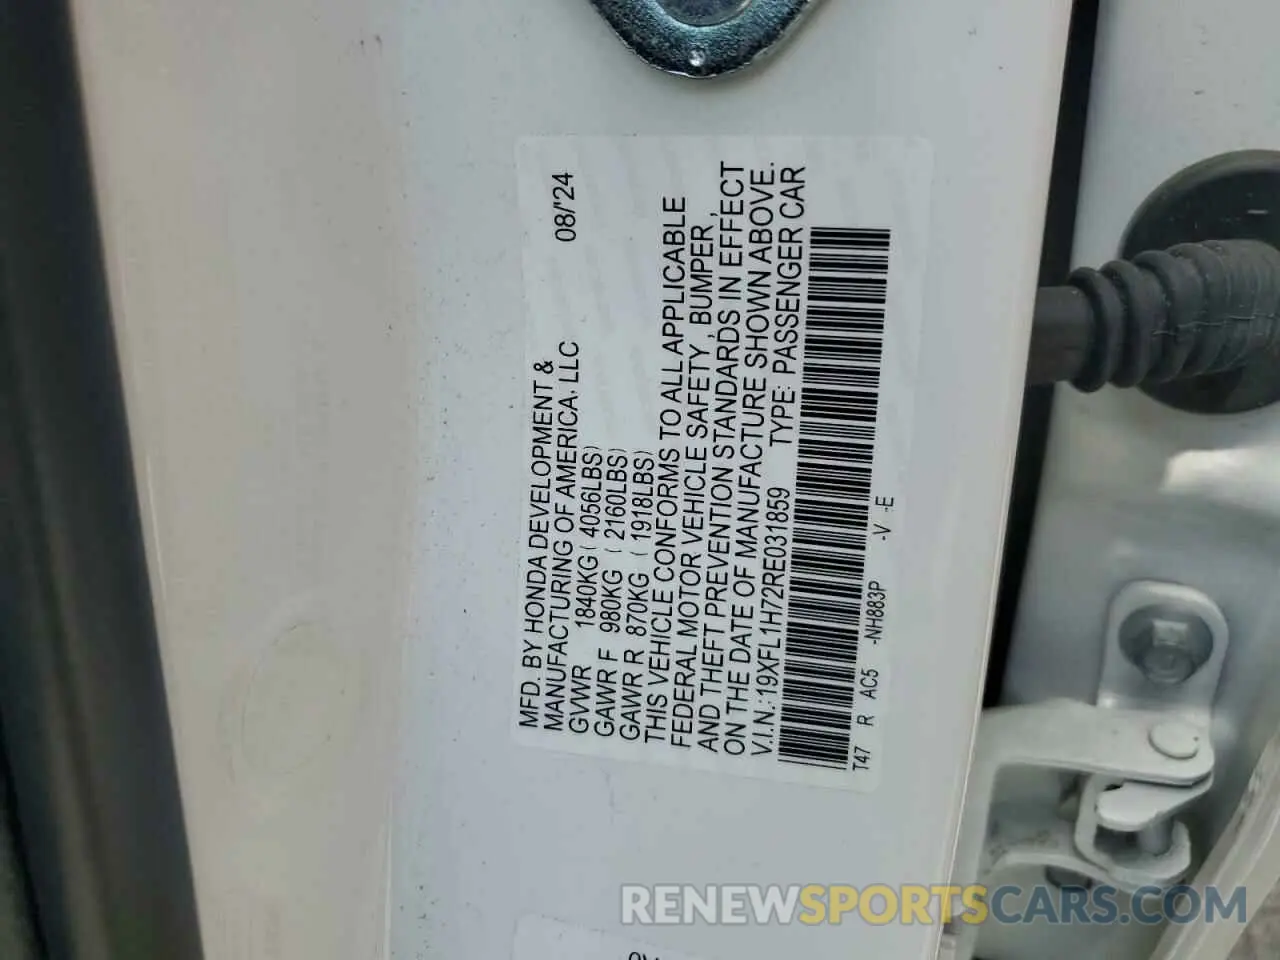 MFD. BY HONDA DEVELOPMENT &
MANUFACTURING OF AMERICA, LLC 08/'24
GVWR 1840KG ( 4056LBS)
GAWR F 980KG ( 2160LBS)
GAWR R 870KG ( 1918LBS)
THIS VEHICLE CONFORMS TO ALL APPLICABLE
FEDERAL MOTOR VEHICLE SAFETY, BUMPER,
AND THEFT PREVENTION STANDARDS IN EFFECT
ON THE DATE OF MANUFACTURE SHOWN ABOVE.
V.I.N.:19XFL1H72RE031859 TYPE: PASSENGER CAR
T47 R AC5 -NH883P -V -E
RENEWSPORTSCARS.COM